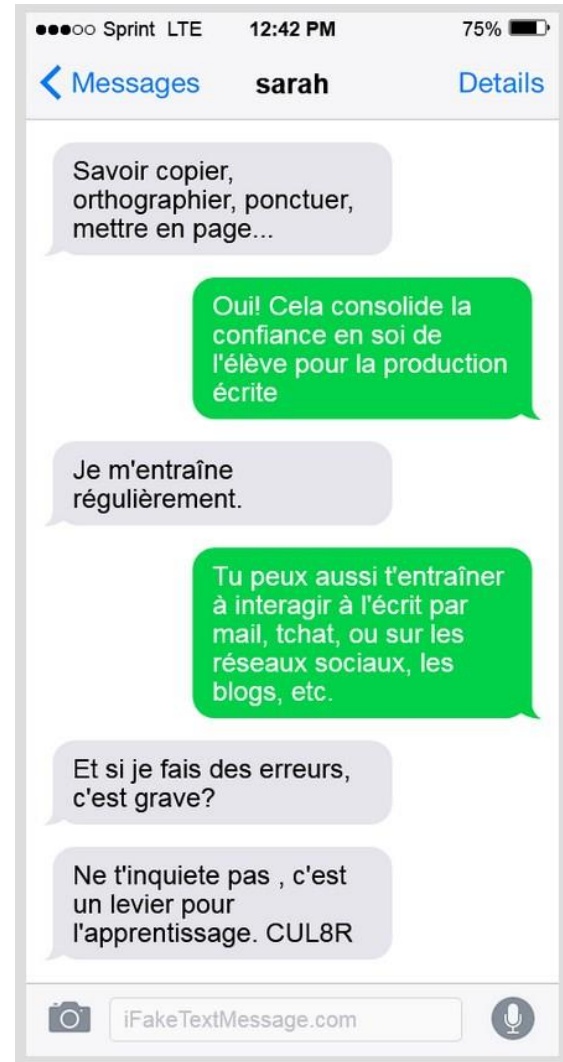 ●●●○○ Sprint LTE 12:42 PM 75%
Messages sarah Details
Savoir copier,
orthographier, ponctuer,
mettre en page...
Oui! Cela consolide la
confiance en soi de
l'élève pour la production
écrite
Je m'entraîne
régulièrement.
Tu peux aussi t'entraîner
à interagir à l'écrit par
mail, tchat, ou sur les
réseaux sociaux, les
blogs, etc.
Et si je fais des erreurs,
c'est grave?
Ne t'inquiete pas , c'est
un levier pour
l'apprentissage. CUL8R
iFakeTextMessage.com